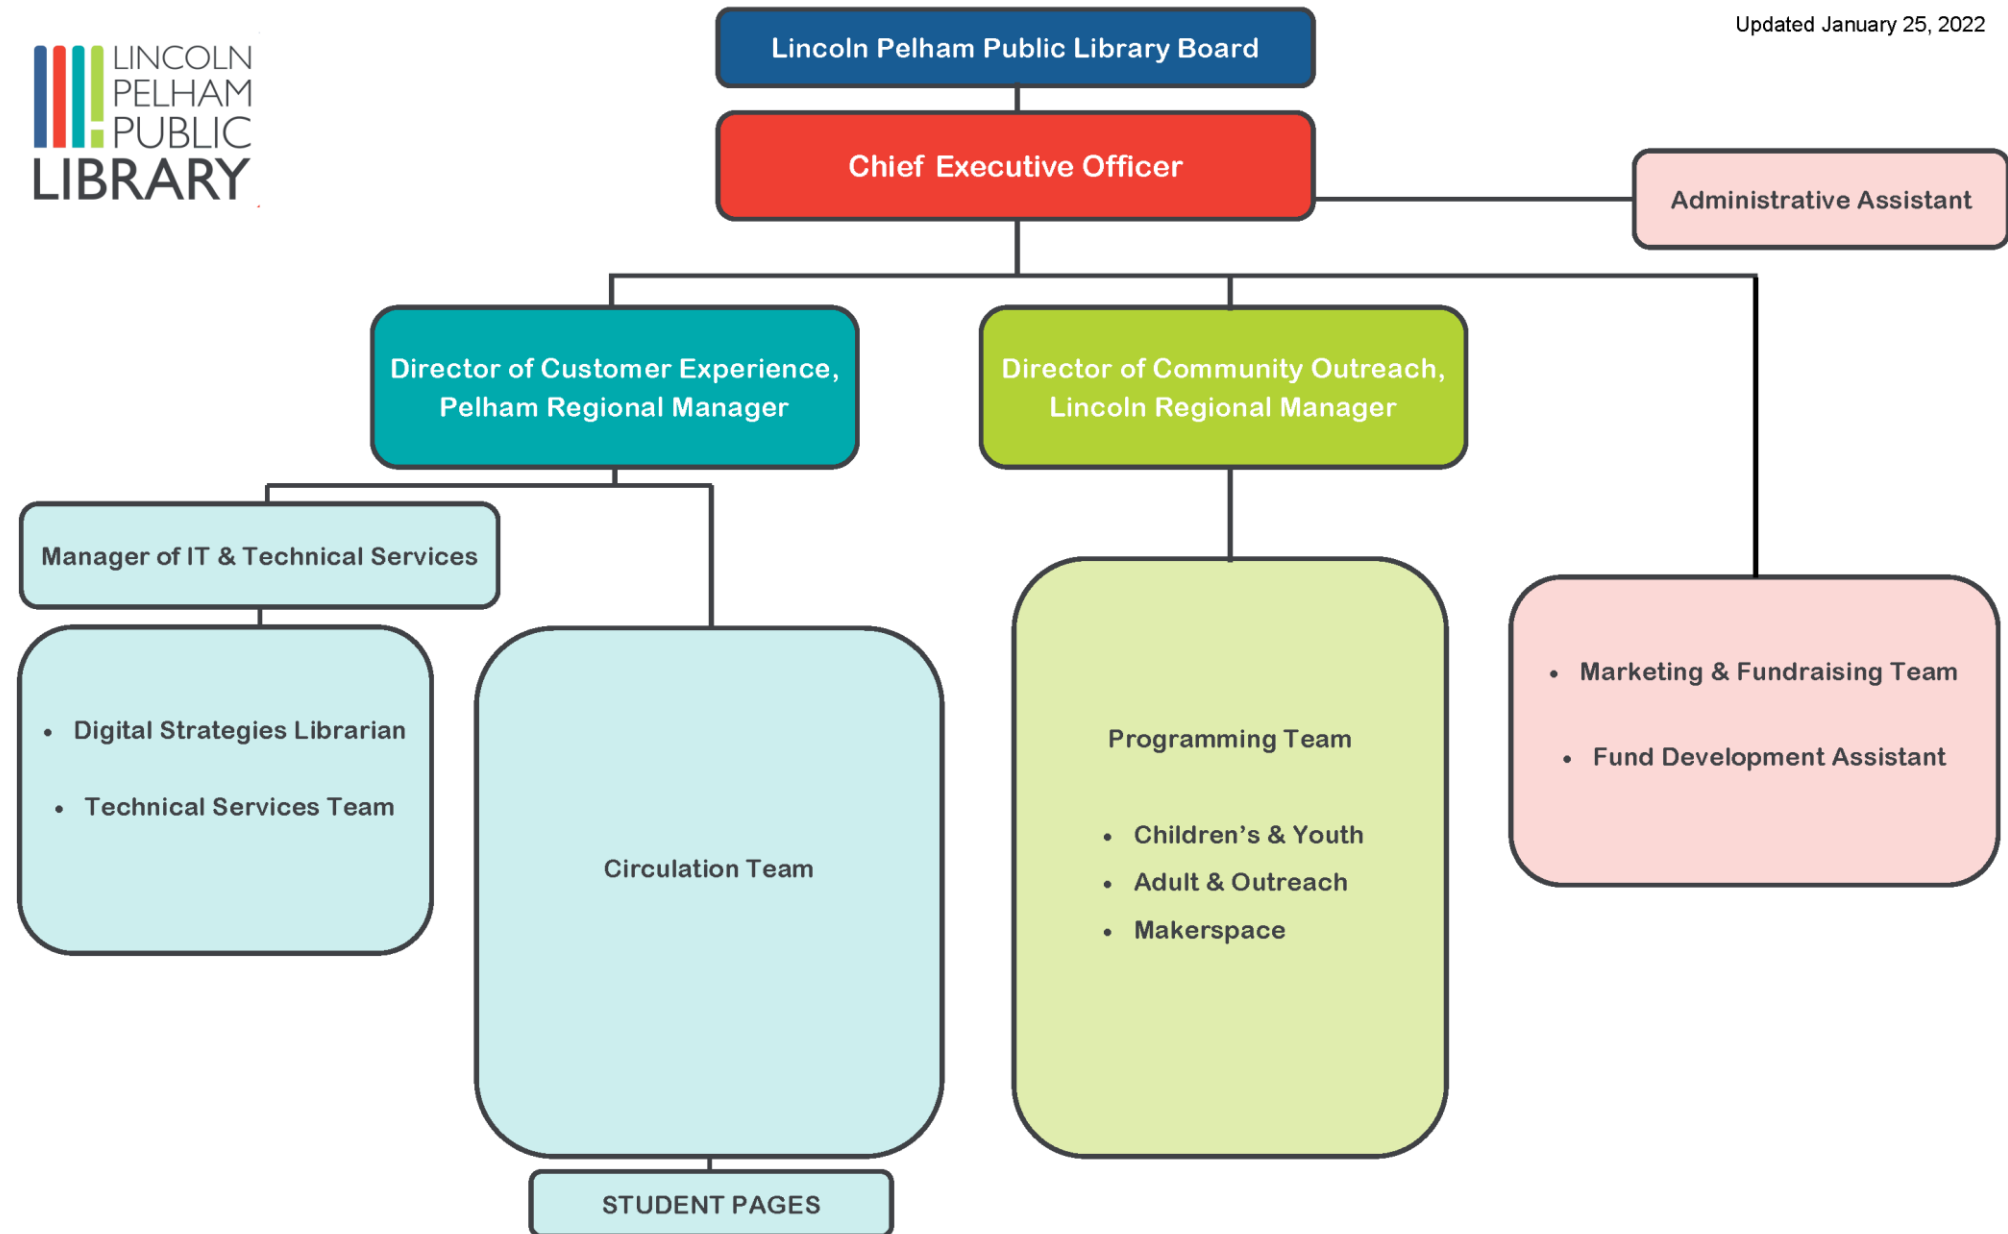 Updated January 25, 2022
LINCOLN
PELHAM
PUBLIC
LIBRARY
Lincoln Pelham Public Library Board
Chief Executive Officer
Administrative Assistant
Director of Customer Experience,
Pelham Regional Manager
Director of Community Outreach,
Lincoln Regional Manager
Manager of IT & Technical Services
• Digital Strategies Librarian
• Technical Services Team
Circulation Team
STUDENT PAGES
Programming Team
• Children’s & Youth
• Adult & Outreach
• Makerspace
• Marketing & Fundraising Team
• Fund Development Assistant